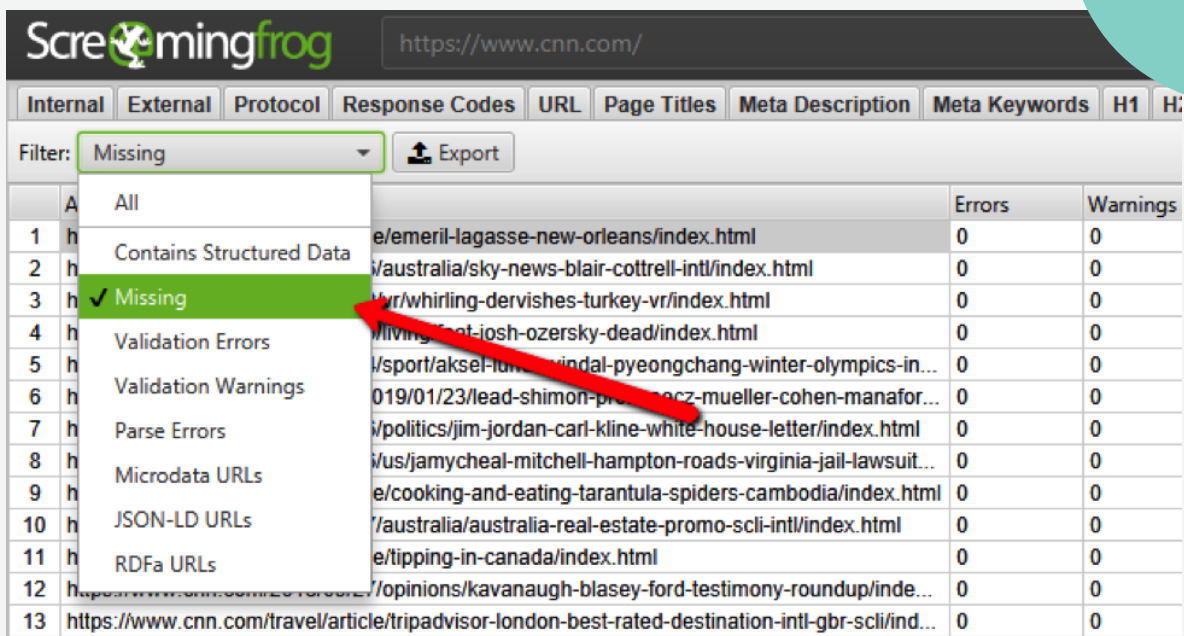 Screamingfrog https://www.cnn.com/
Internal External Protocol Response Codes URL Page Titles Meta Description Meta Keywords H1
Filter: Missing Export
All
Contains Structured Data
Missing
Validation Errors
Validation Warnings
Parse Errors
Microdata URLs
JSON-LD URLs
RDFa URLs
Errors Warnings
1 h e/emeril-lagasse-new-orleans/index.html 0 0
2 h /australia/sky-news-blair-cottrell-intl/index.html 0 0
3 h /vr/whirling-dervishes-turkey-vr/index.html 0 0
4 h /living/feat-josh-ozersky-dead/index.html 0 0
5 h /sport/aksel-lund-svindal-pyeongchang-winter-olympics-in... 0 0
6 h 019/01/23/lead-shimon-prokupecz-mueller-cohen-manafor... 0 0
7 h /politics/jim-jordan-carl-kline-white-house-letter/index.html 0 0
8 h /us/jamycheal-mitchell-hampton-roads-virginia-jail-lawsuit... 0 0
9 h e/cooking-and-eating-tarantula-spiders-cambodia/index.html 0 0
10 h /australia/australia-real-estate-promo-scli-intl/index.html 0 0
11 h e/tipping-in-canada/index.html 0 0
12 /opinions/kavanaugh-blasey-ford-testimony-roundup/inde... 0 0
13 https://www.cnn.com/travel/article/tripadvisor-london-best-rated-destination-intl-gbr-scli/ind... 0 0